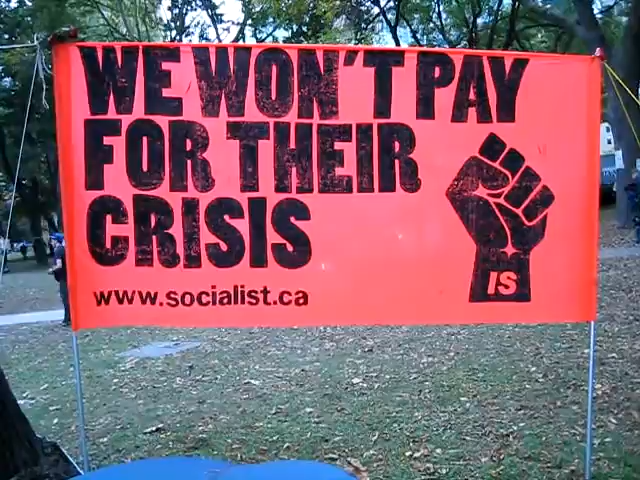 WE WON'T PAY
FOR THEIR
CRISIS
www.socialist.ca
IS